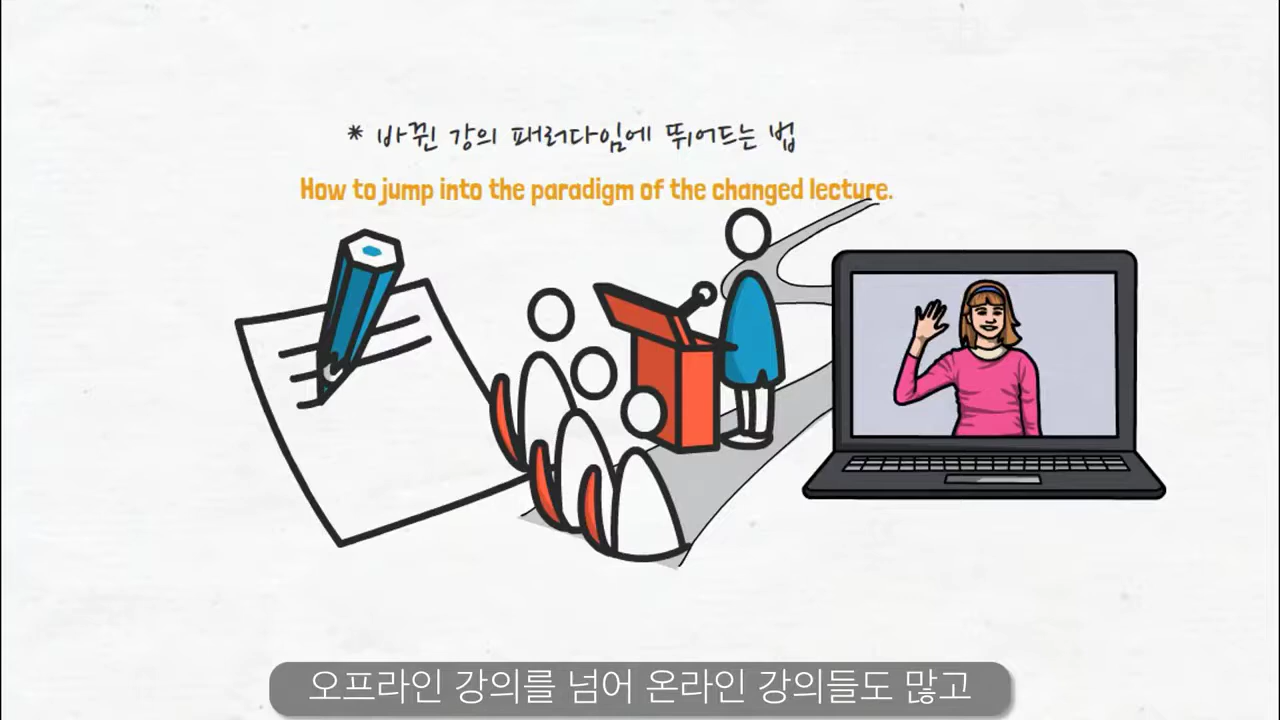 * 바뀐 강의 패러다임에 뛰어드는 법
How to jump into the paradigm of the changed lecture.
오프라인 강의를 넘어 온라인 강의들도 많고